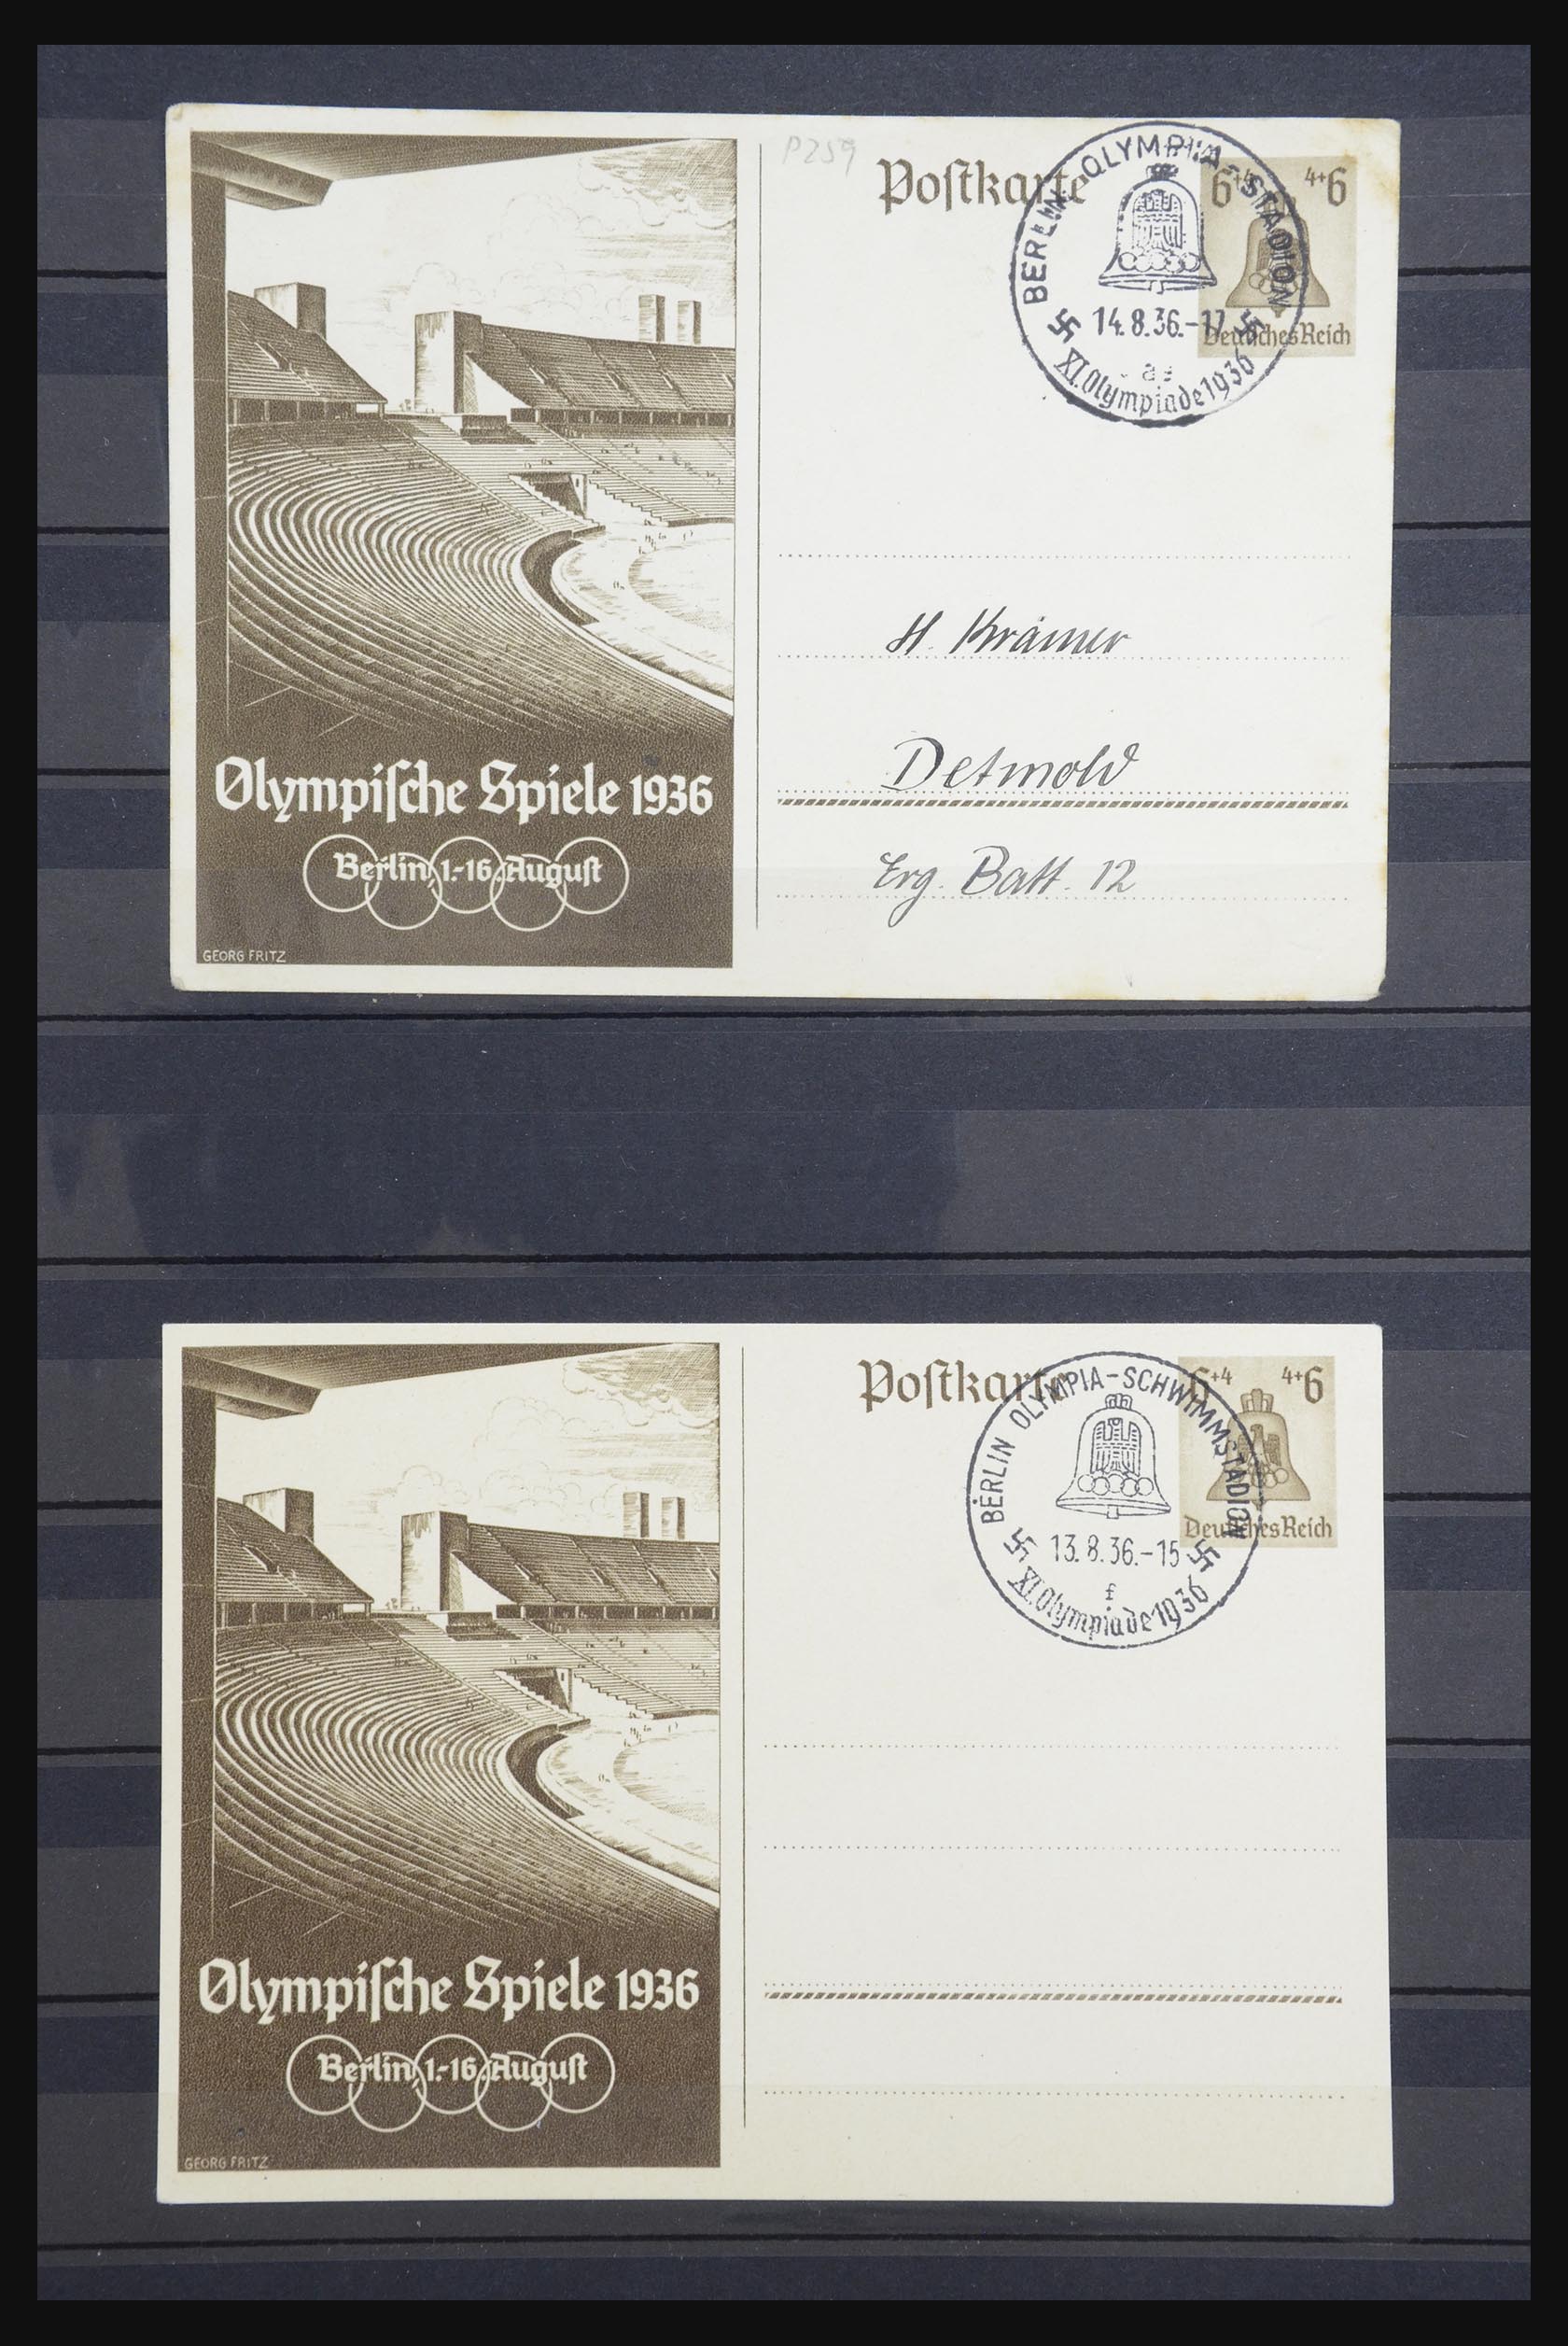 P259
Postkarte
6+4 4+6
Deutsches Reich
BERLIN OLYMPIA-STADION
14.8.36.-17
XI. Olympiade 1936
H. Krämer
Detmold
Erg. Batt. 12
Olympische Spiele 1936
Berlin, 1.-16. August
GEORG FRITZ
Postkarte
6+4 4+6
Deutsches Reich
BERLIN OLYMPIA-SCHWIMMSTADION
13.8.36.-15
f
XI. Olympiade 1936
Olympische Spiele 1936
Berlin, 1.-16. August
GEORG FRITZ